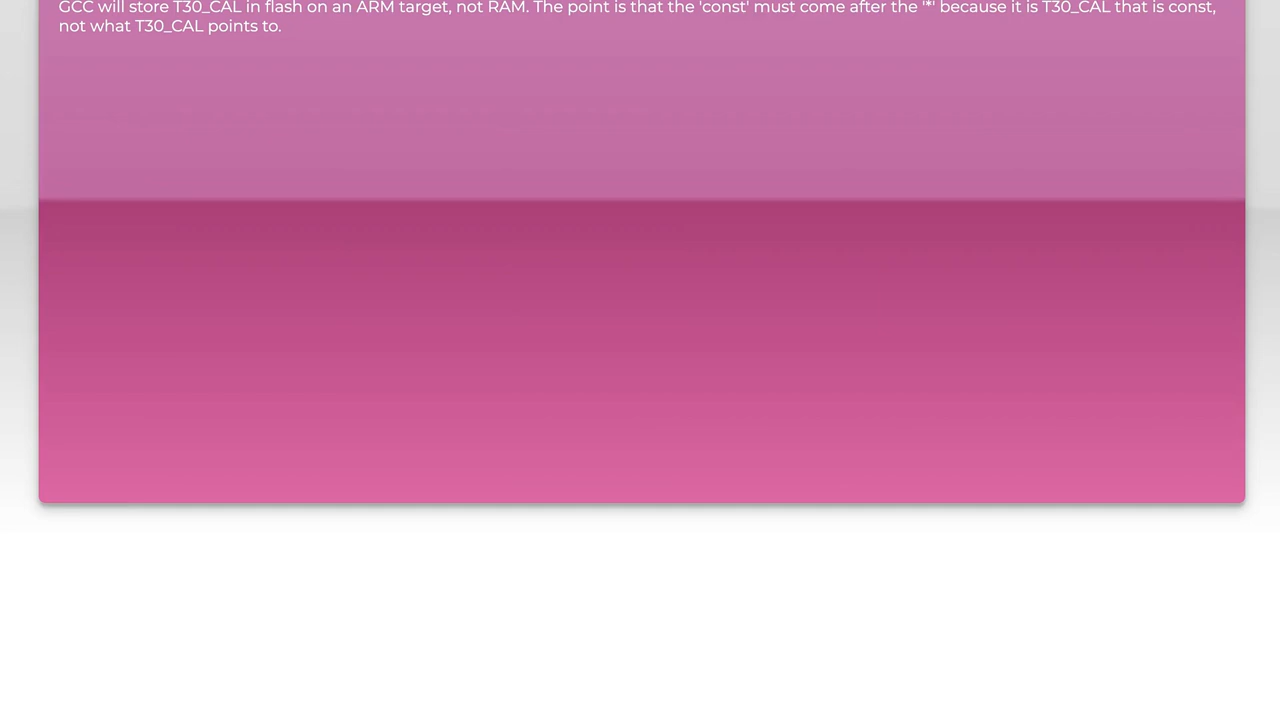 GCC will store T30_CAL in flash on an ARM target, not RAM. The point is that the 'const' must come after the '*' because it is T30_CAL that is const,
not what T30_CAL points to.